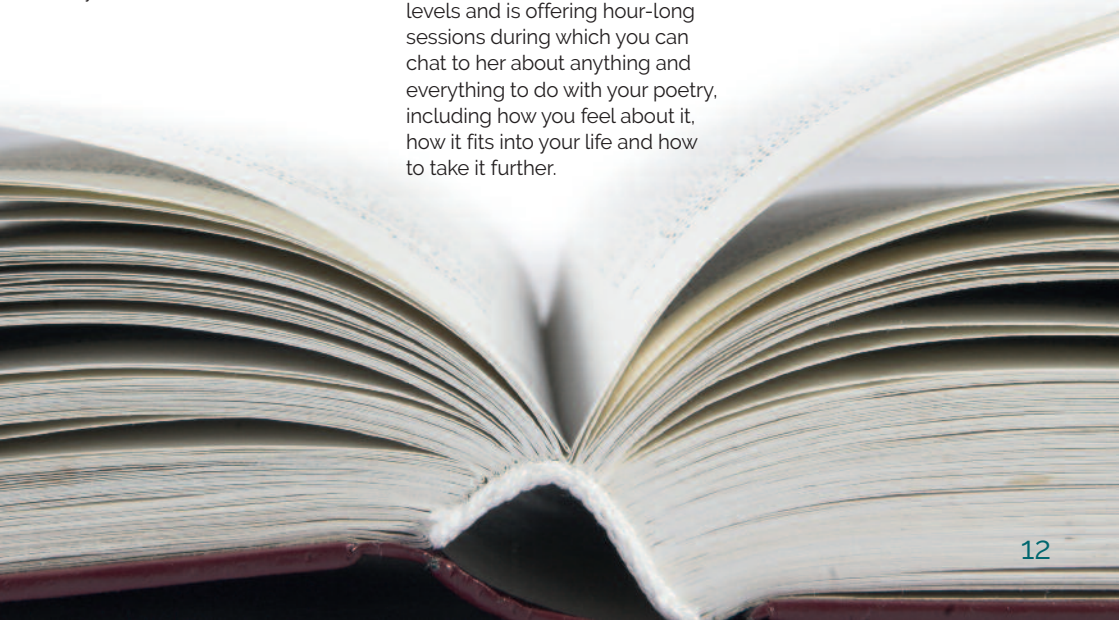 levels and is offering hour-long
sessions during which you can
chat to her about anything and
everything to do with your poetry,
including how you feel about it,
how it fits into your life and how
to take it further.
12